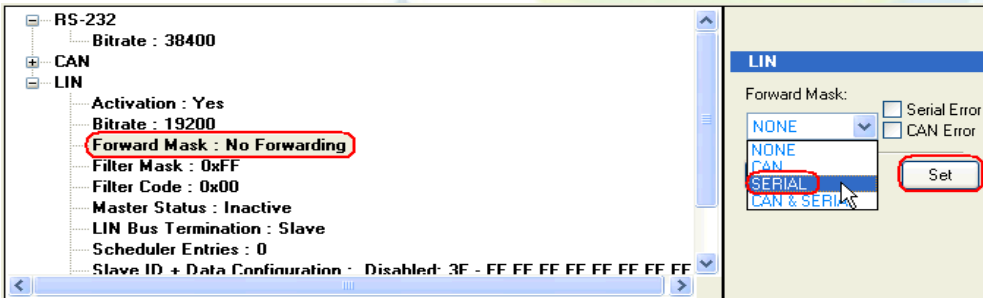 RS-232
Bitrate : 38400
CAN
LIN
Activation : Yes
Bitrate : 19200
Forward Mask : No Forwarding
Filter Mask : 0xFF
Filter Code : 0x00
Master Status : Inactive
LIN Bus Termination : Slave
Scheduler Entries : 0
Slave ID + Data Configuration : Disabled: 3F - FF FF FF FF FF FF FF FF
LIN
Forward Mask:
Serial Error
NONE
CAN Error
NONE
CAN
SERIAL
Set
CAN & SERIAL